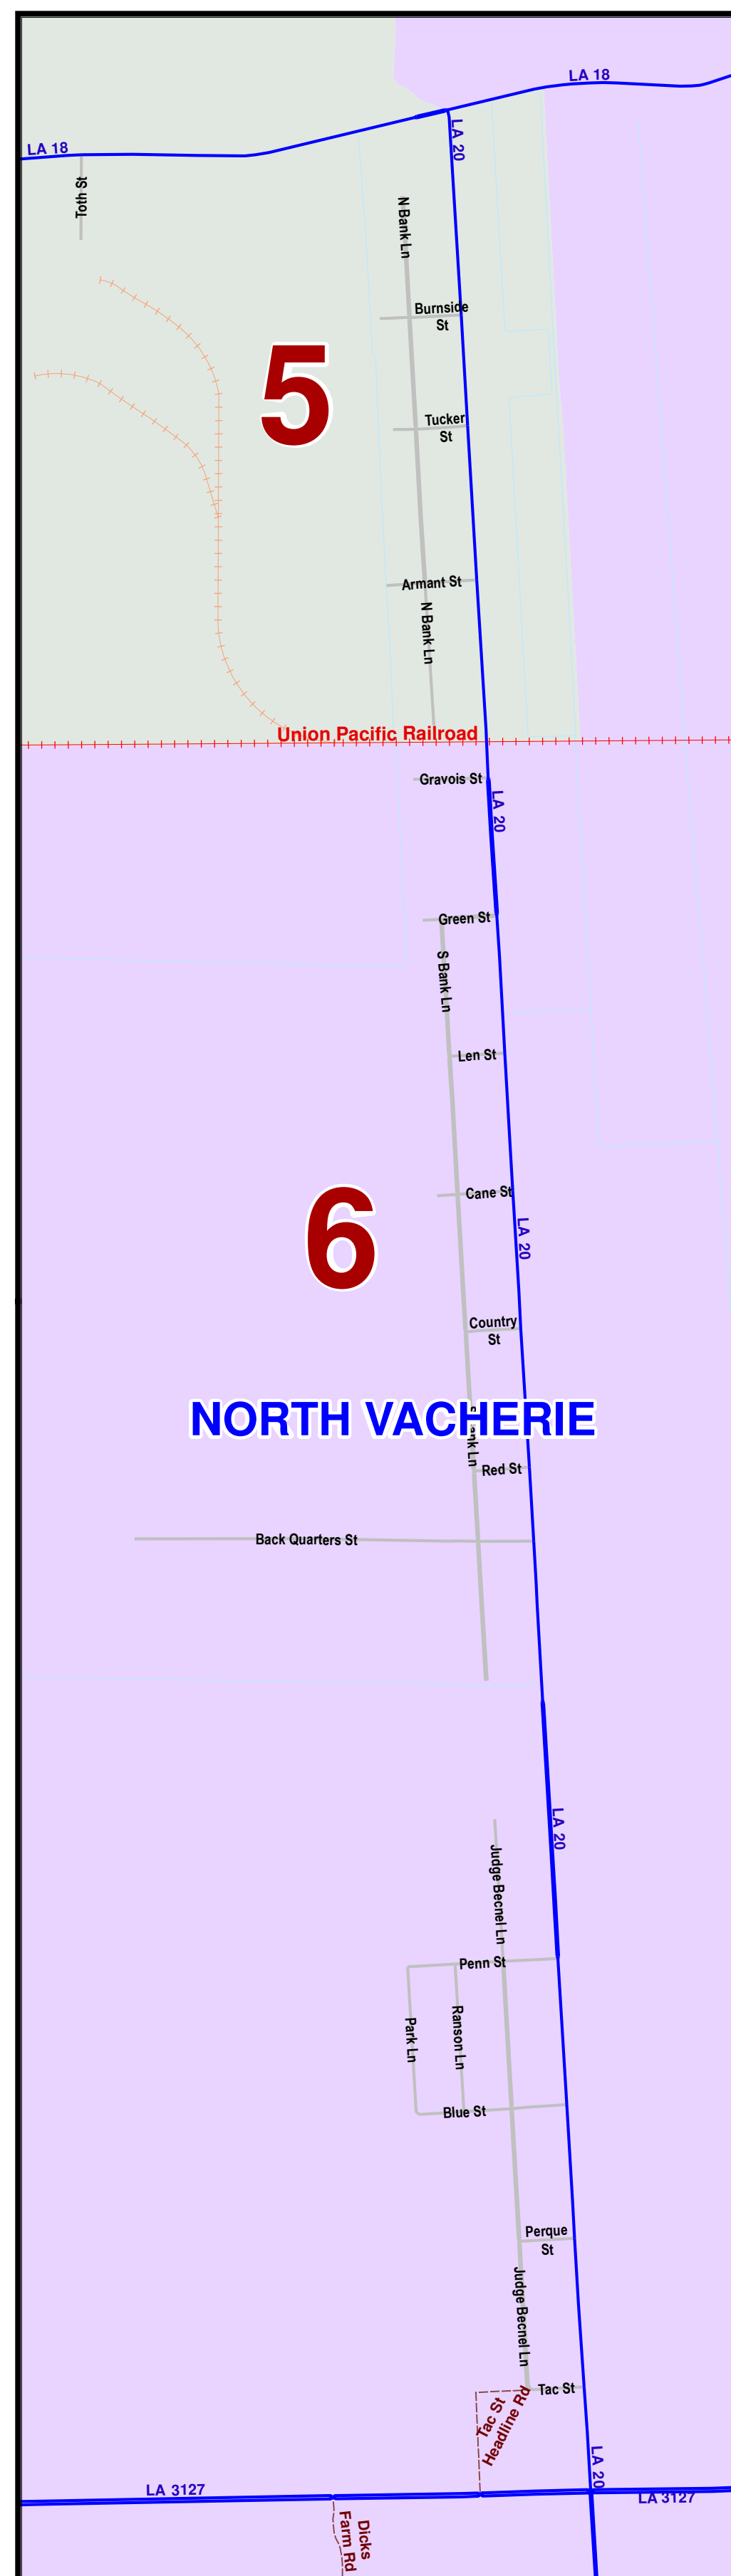 LA 18
LA 18
LA 20
Toth St
N Bank Ln
Burnside
St
5
Tucker
St
Armant St
N Bank Ln
Union Pacific Railroad
Gravois St
LA 20
Green St
S Bank Ln
Len St
Cane St
6
LA 20
Country
St
NORTH VACHERIE
S Bank Ln
Red St
Back Quarters St
LA 20
Judge Becnel Ln
Penn St
Ranson Ln
Park Ln
Blue St
Perque
St
Judge Becnel Ln
Tac St
Tac St
Headline Rd
LA 20
LA 3127
LA 3127
Dicks
Farm Rd